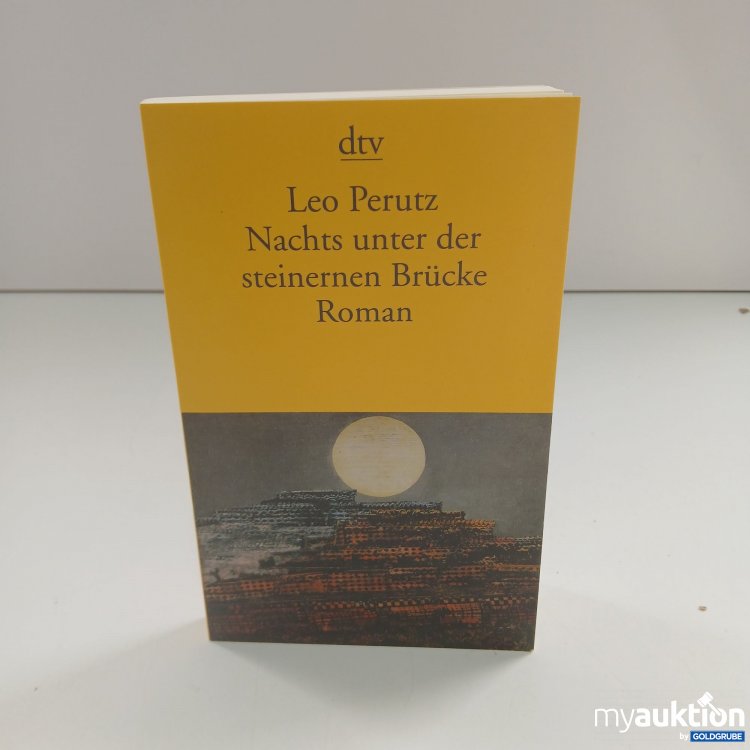 dtv
Leo Perutz
Nachts unter der
steinernen Brücke
Roman
myauktion
by GOLDGRUBE